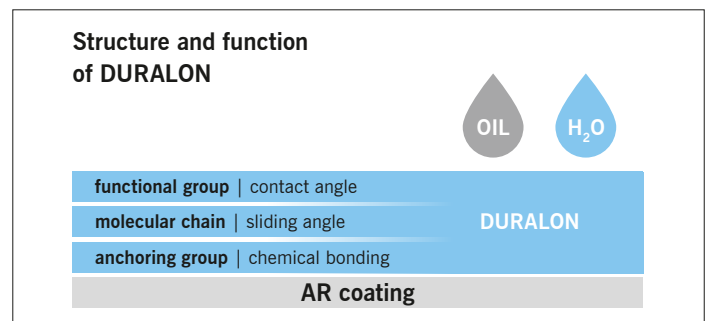 Structure and function
of DURALON
OIL
H₂O
functional group | contact angle
molecular chain | sliding angle
DURALON
anchoring group | chemical bonding
AR coating